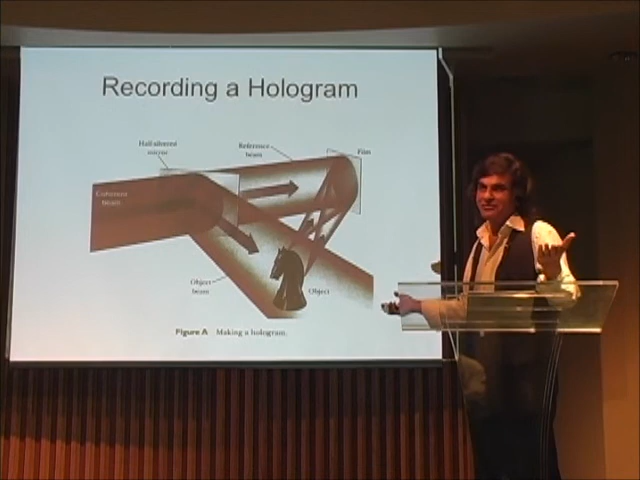 Recording a Hologram
Half-silvered
mirror
Reference
beam
Film
Coherent
beam
Object
beam
Object
Figure A Making a hologram.